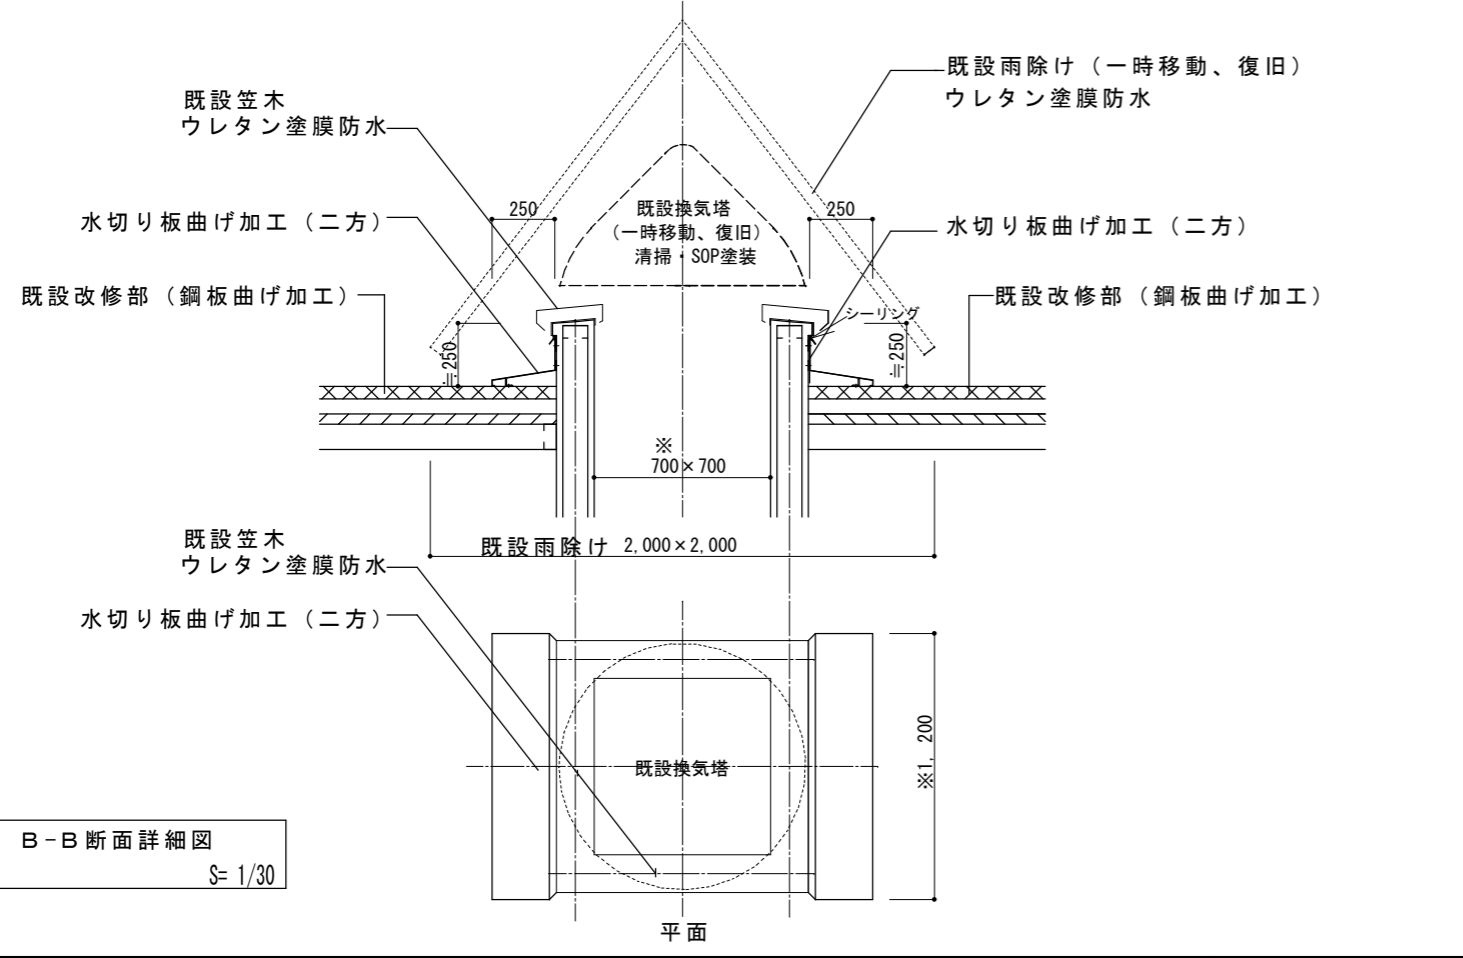 既設雨除け（一時移動、復旧）
ウレタン塗膜防水
既設笠木
ウレタン塗膜防水
250
既設換気塔
（一時移動、復旧）
清掃・SOP塗装
250
水切り板曲げ加工（二方）
水切り板曲げ加工（二方）
既設改修部（鋼板曲げ加工）
既設改修部（鋼板曲げ加工）
シーリング
≒250
≒250
※
700×700
既設雨除け 2,000×2,000
既設笠木
ウレタン塗膜防水
水切り板曲げ加工（二方）
※1,200
既設換気塔
B-B断面詳細図
S= 1/30
平面